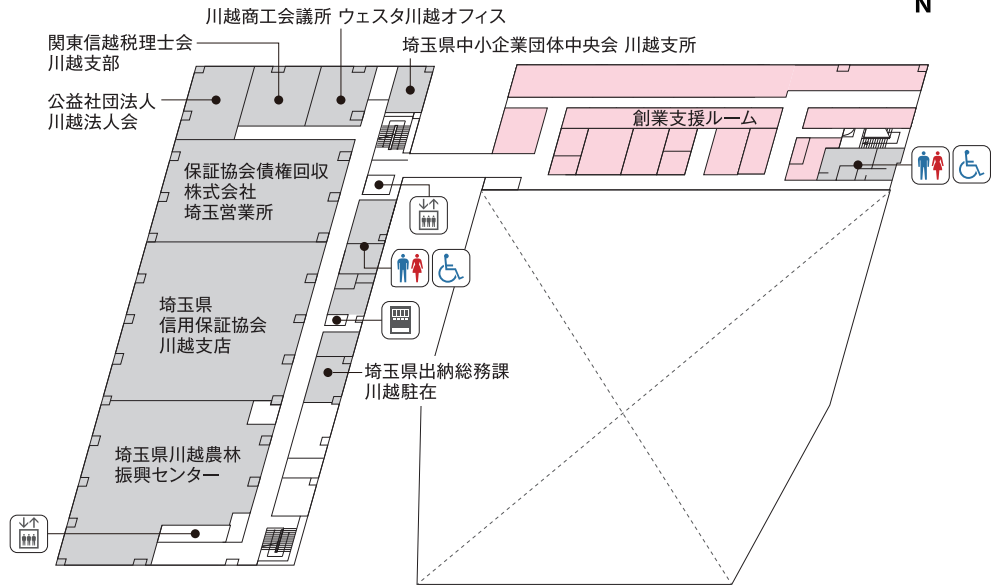 N
川越商工会議所 ウェスタ川越オフィス
関東信越税理士会
川越支部
埼玉県中小企業団体中央会 川越支所
公益社団法人
川越法人会
創業支援ルーム
保証協会債権回収
株式会社
埼玉営業所
埼玉県
信用保証協会
川越支店
埼玉県出納総務課
川越駐在
埼玉県川越農林
振興センター